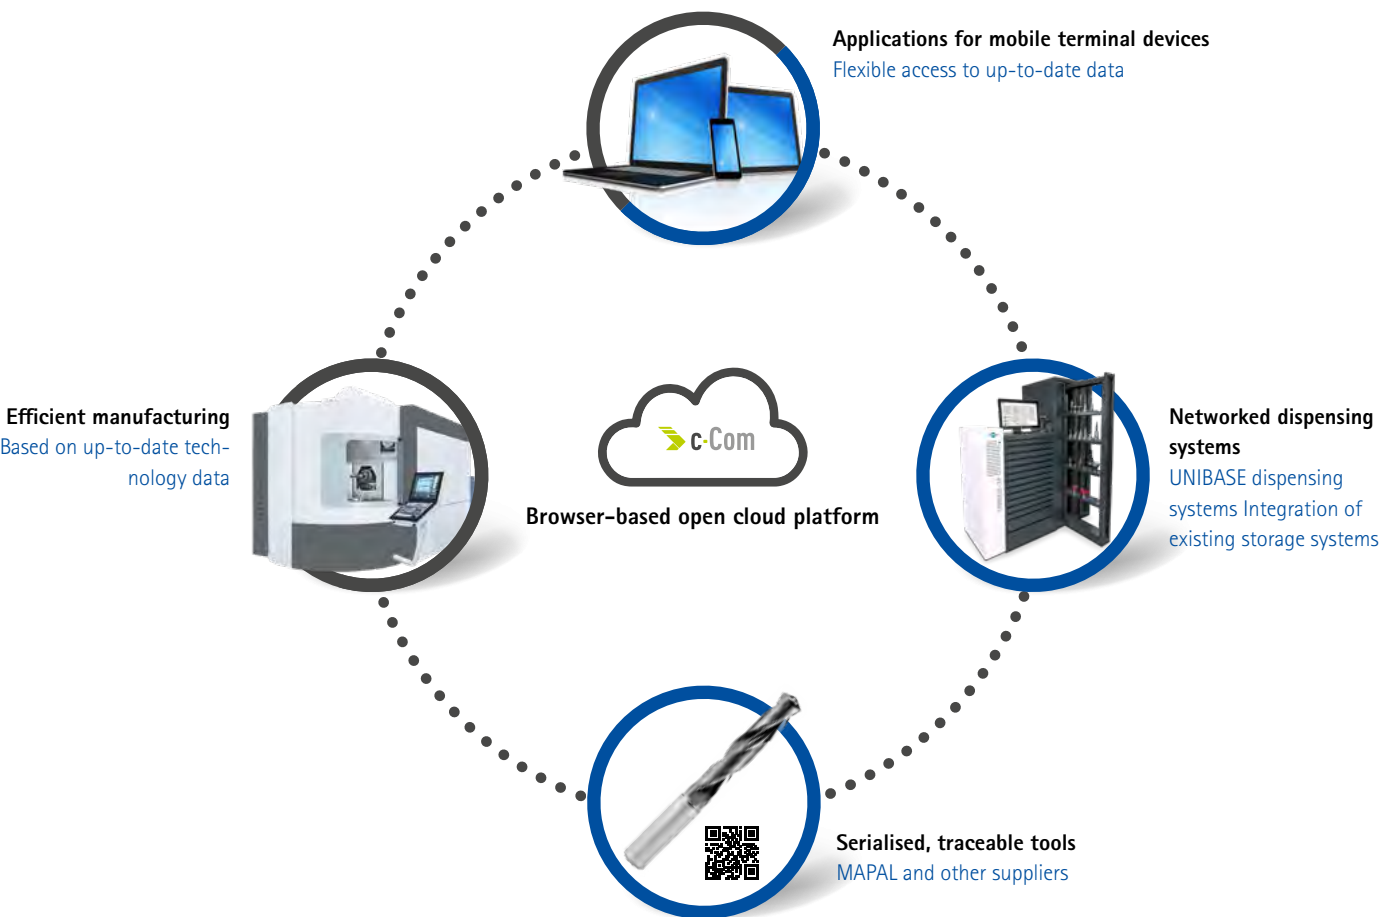 Applications for mobile terminal devices
Flexible access to up-to-date data
Efficient manufacturing
Based on up-to-date tech-
nology data
c·Com
Browser-based open cloud platform
Networked dispensing
systems
UNIBASE dispensing
systems Integration of
existing storage systems
Serialised, traceable tools
MAPAL and other suppliers